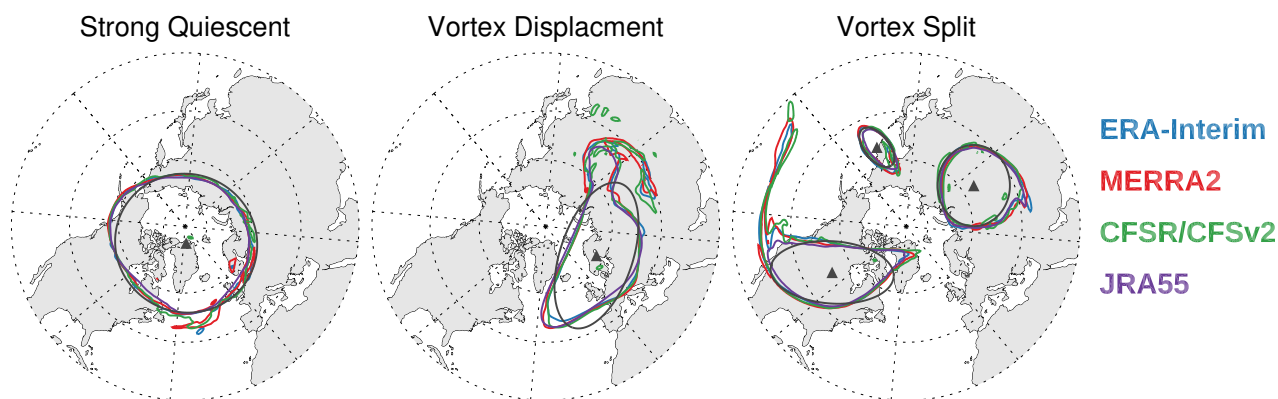 Strong Quiescent
Vortex Displacment
Vortex Split
ERA-Interim
MERRA2
CFSR/CFSv2
JRA55